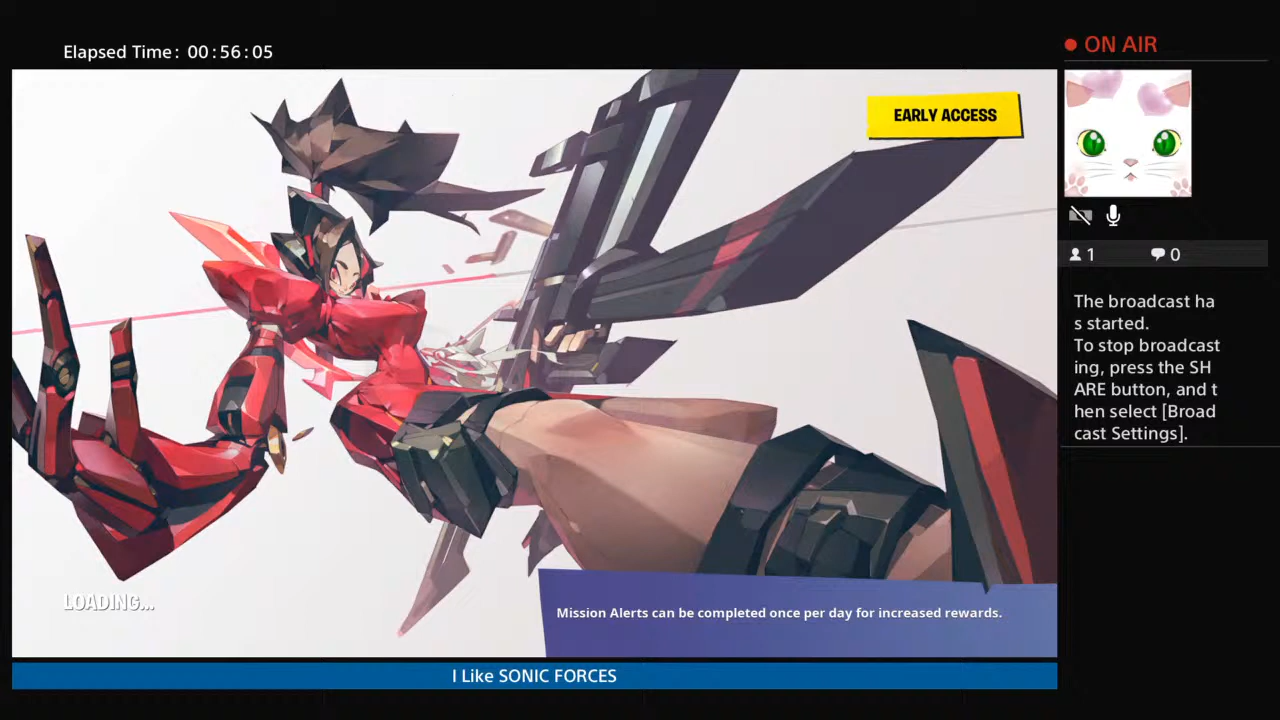 Elapsed Time: 00:56:05
ON AIR
EARLY ACCESS
1
0
The broadcast ha
s started.
To stop broadcast
ing, press the SH
ARE button, and t
hen select [Broad
cast Settings].
LOADING...
Mission Alerts can be completed once per day for increased rewards.
I Like SONIC FORCES